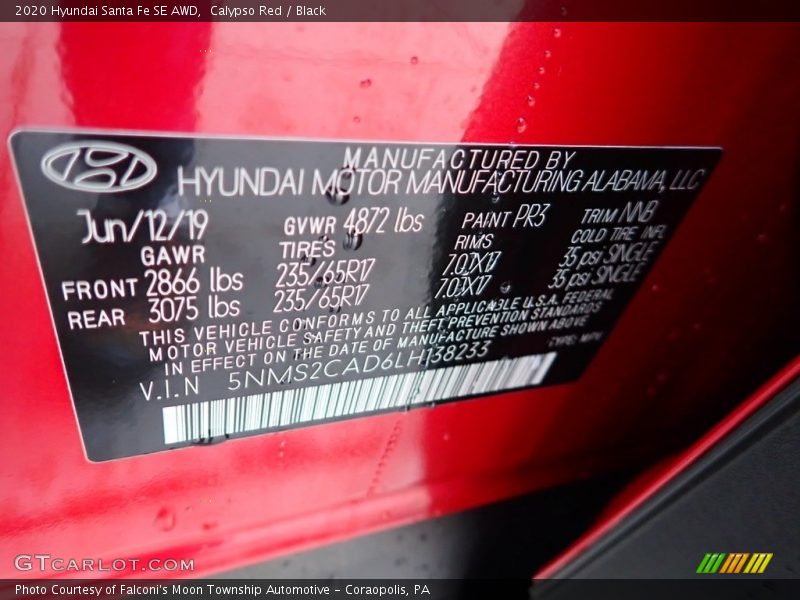 2020 Hyundai Santa Fe SE AWD, Calypso Red / Black
MANUFACTURED BY
HYUNDAI MOTOR MANUFACTURING ALABAMA, LLC
Jun/12/19 GVWR 4872 lbs PAINT PR3 TRIM NNB
GAWR TIRES RIMS COLD TIRE INFL
FRONT 2866 lbs 235/65R17 7.0JX17 35 psi SINGLE
REAR 3075 lbs 235/65R17 7.0JX17 35 psi SINGLE
THIS VEHICLE CONFORMS TO ALL APPLICABLE U.S.A. FEDERAL
MOTOR VEHICLE SAFETY AND THEFT PREVENTION STANDARDS
IN EFFECT ON THE DATE OF MANUFACTURE SHOWN ABOVE
V.I.N 5NMS2CAD6LH138233 TYPE: MPV
GTCARLOT.COM
Photo Courtesy of Falconi's Moon Township Automotive - Coraopolis, PA